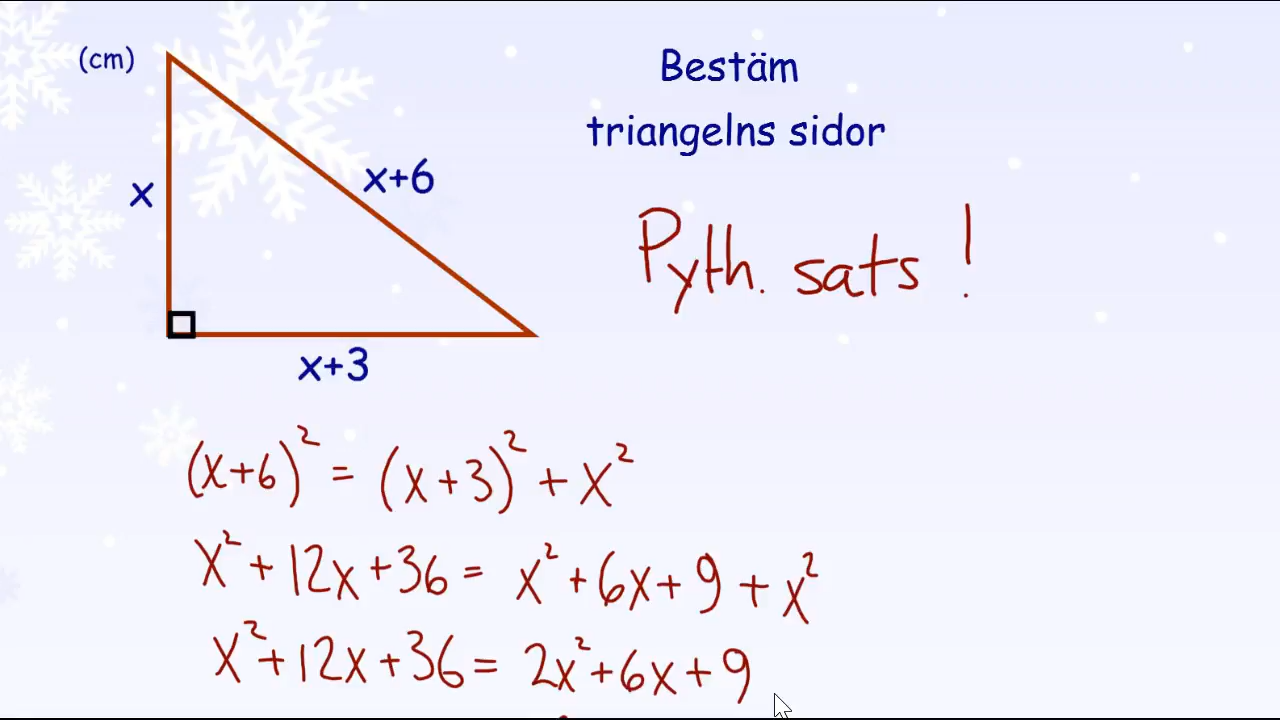 (cm)
Bestäm
triangelns sidor
x+6
x
Pyth. sats !
x+3
(x+6)² = (x+3)² + x²
x² + 12x + 36 = x² + 6x + 9 + x²
x² + 12x + 36 = 2x² + 6x + 9